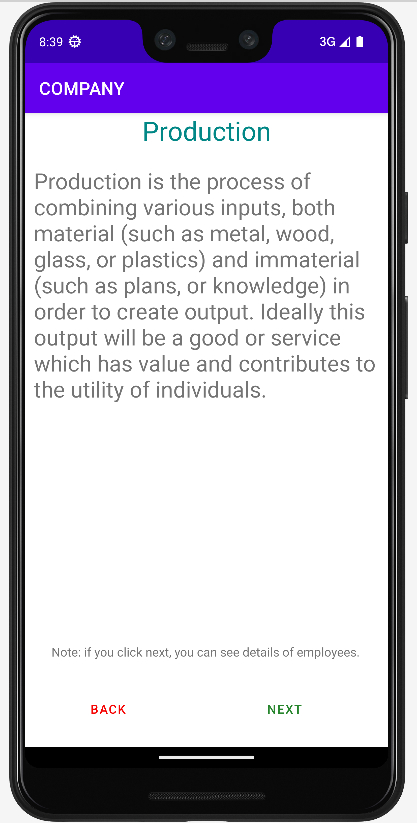 8:39
3G
COMPANY
Production
Production is the process of
combining various inputs, both
material (such as metal, wood,
glass, or plastics) and immaterial
(such as plans, or knowledge) in
order to create output. Ideally this
output will be a good or service
which has value and contributes to
the utility of individuals.
Note: if you click next, you can see details of employees.
BACK
NEXT